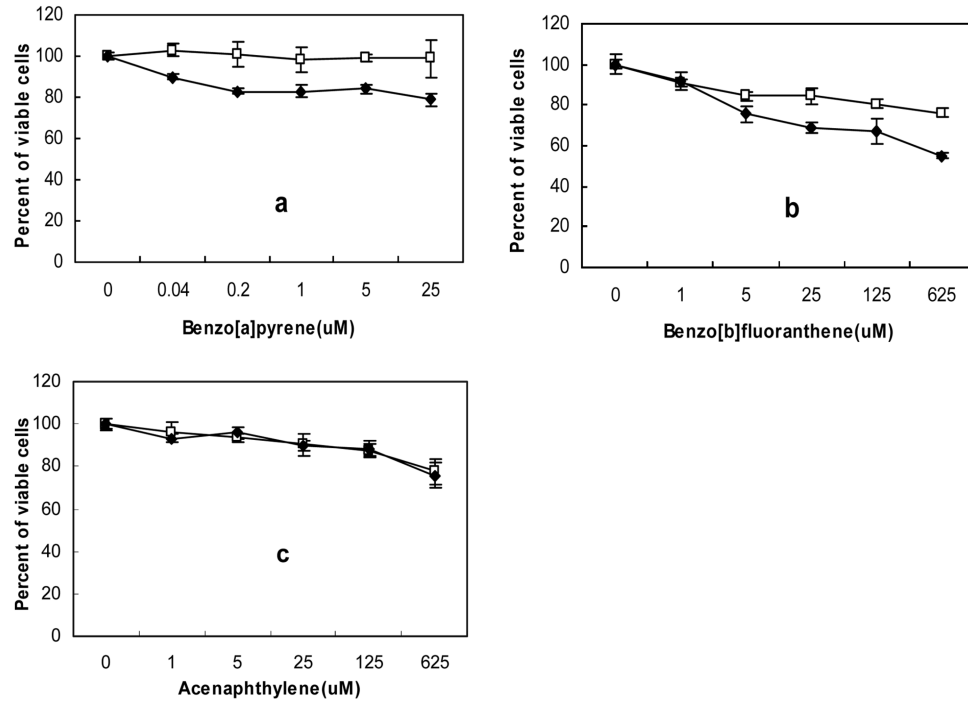 120
100
80
60
40
20
0
Percent of viable cells
a
0 0.04 0.2 1 5 25
Benzo[a]pyrene(uM)
120
100
80
60
40
20
0
Percent of viable cells
b
0 1 5 25 125 625
Benzo[b]fluoranthene(uM)
120
100
80
60
40
20
0
Percent of viable cells
c
0 1 5 25 125 625
Acenaphthylene(uM)